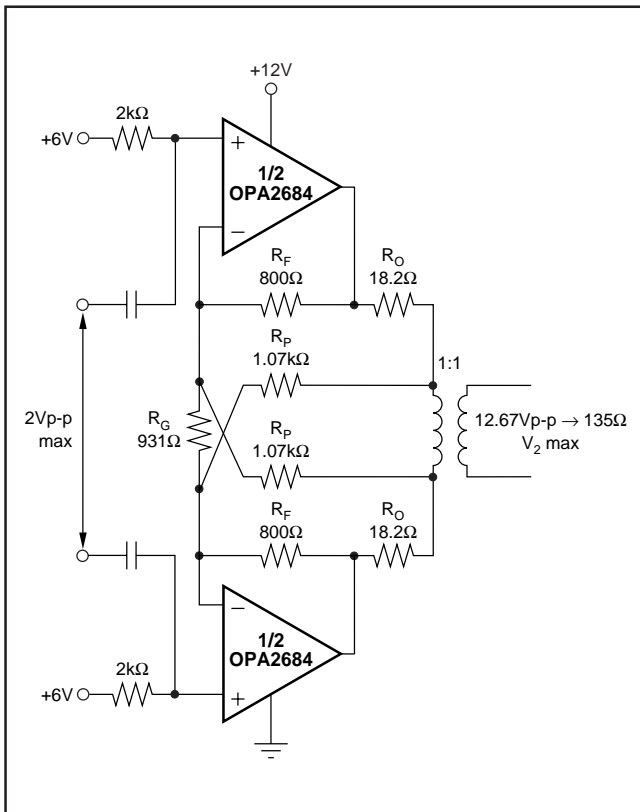 +12V
2kΩ
+6V
+
1/2
OPA2684
−
R_F
800Ω
R_O
18.2Ω
R_P
1.07kΩ
1:1
2Vp-p
max
R_G
931Ω
12.67Vp-p → 135Ω
V_2 max
R_P
1.07kΩ
R_F
800Ω
R_O
18.2Ω
−
1/2
OPA2684
+
2kΩ
+6V